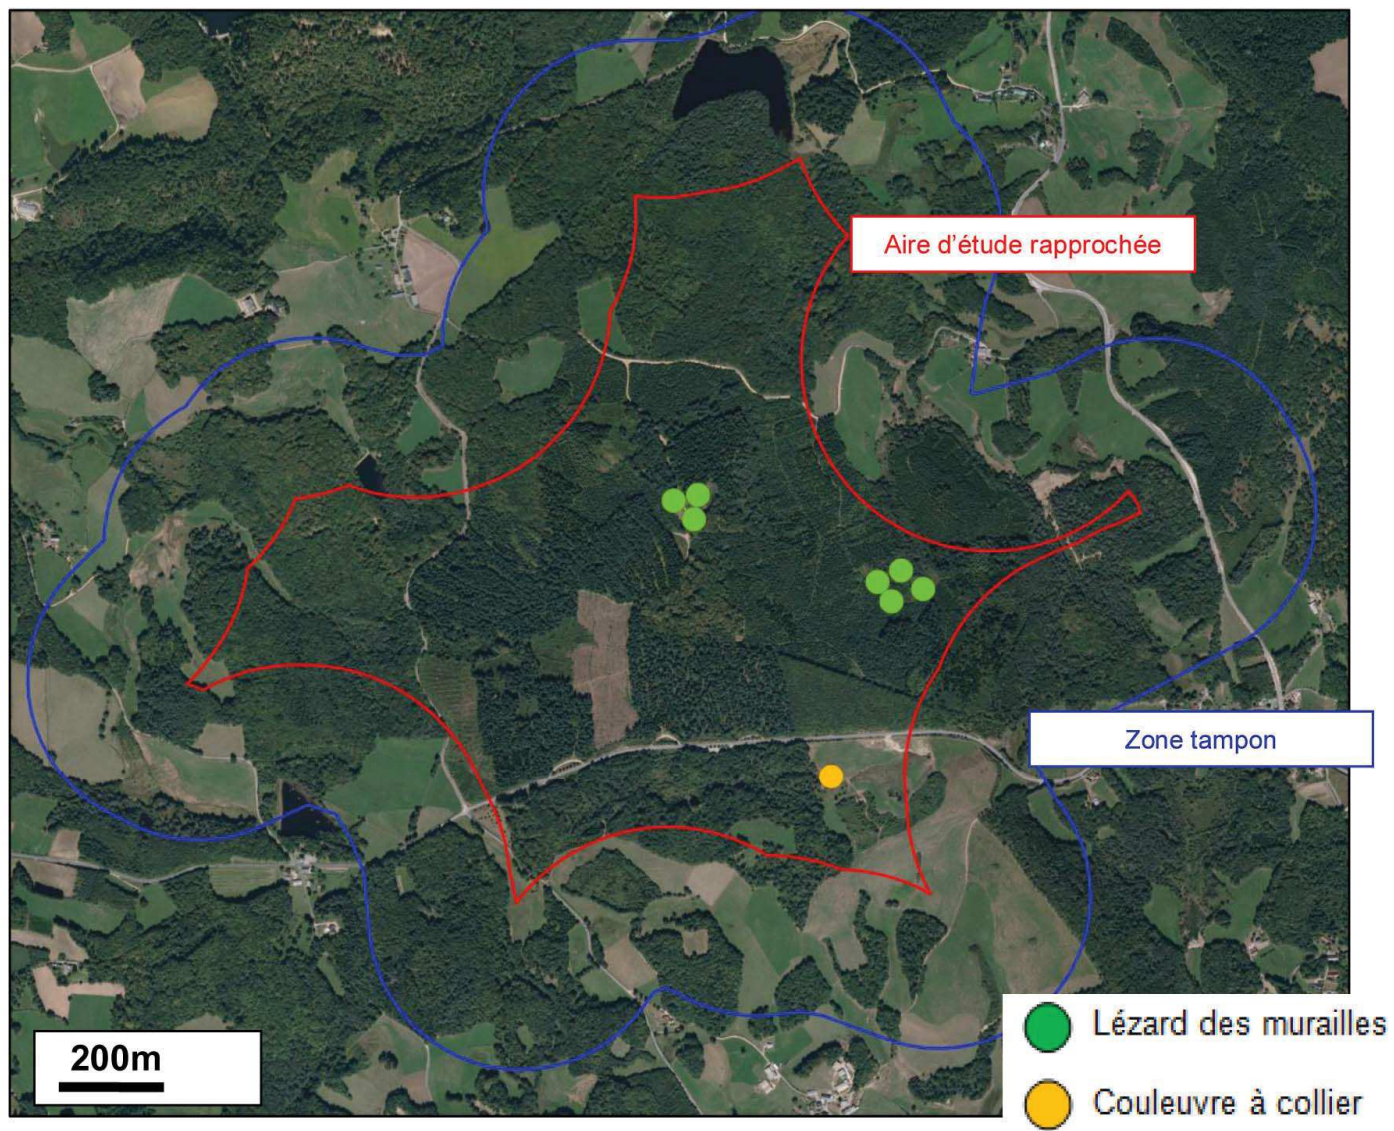 Aire d'étude rapprochée
Zone tampon
200m
Lézard des murailles
Couleuvre à collier